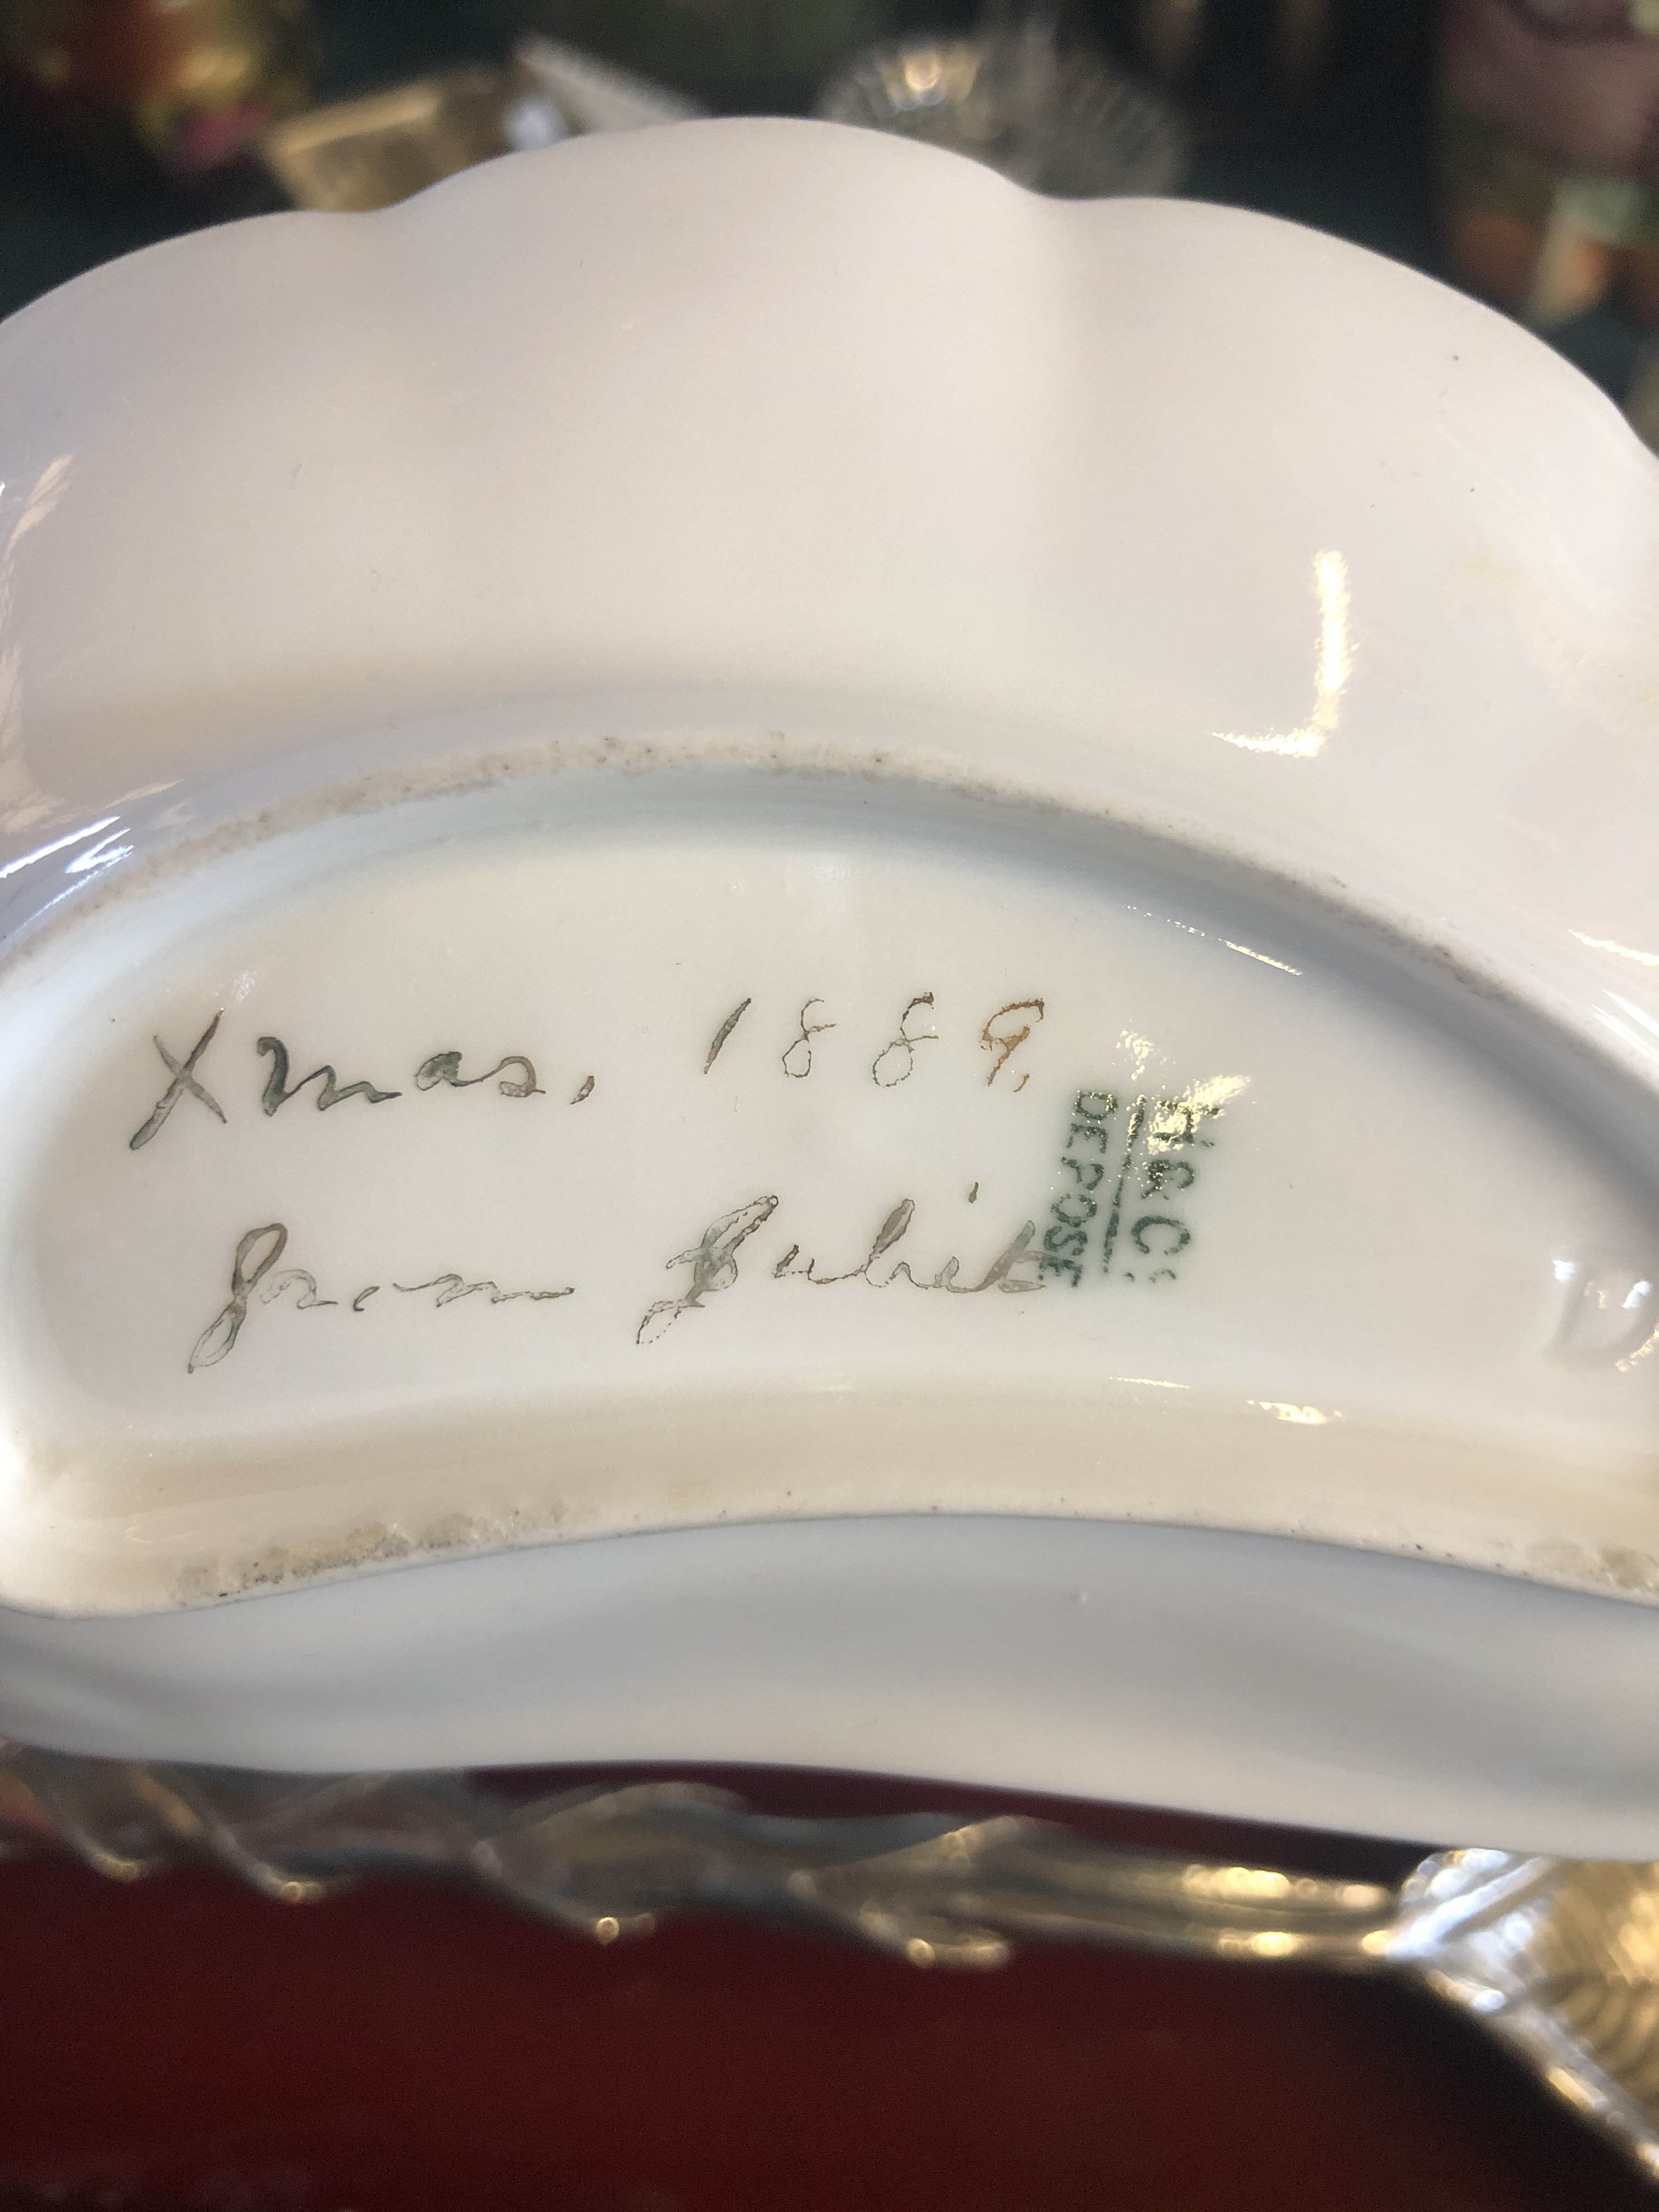 Xmas, 1889.
from Juliet
H & Co.
DEPOSE